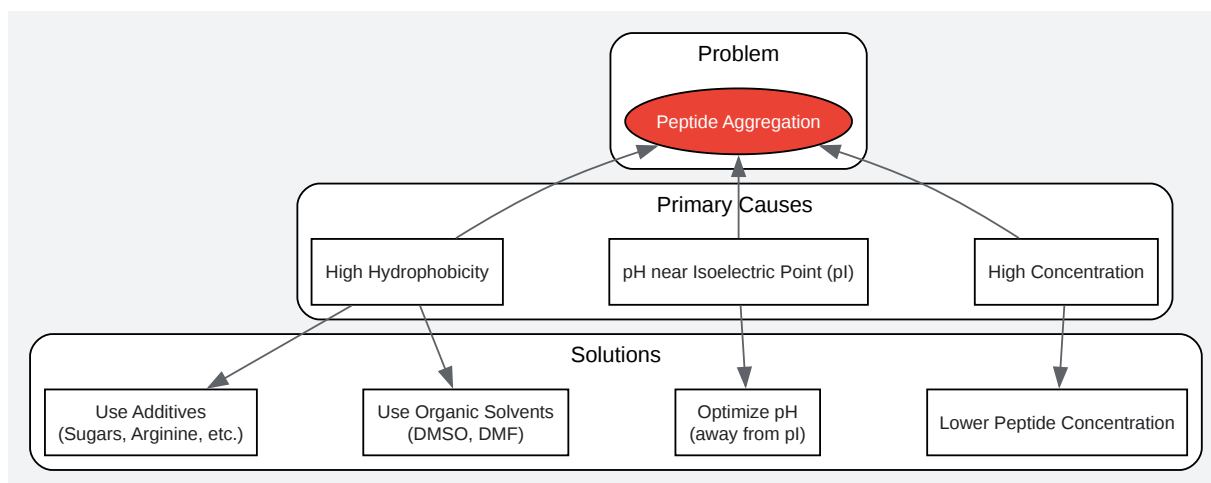 Problem
Peptide Aggregation
Primary Causes
High Hydrophobicity
pH near Isoelectric Point (pI)
High Concentration
Solutions
Use Additives
(Sugars, Arginine, etc.)
Use Organic Solvents
(DMSO, DMF)
Optimize pH
(away from pI)
Lower Peptide Concentration